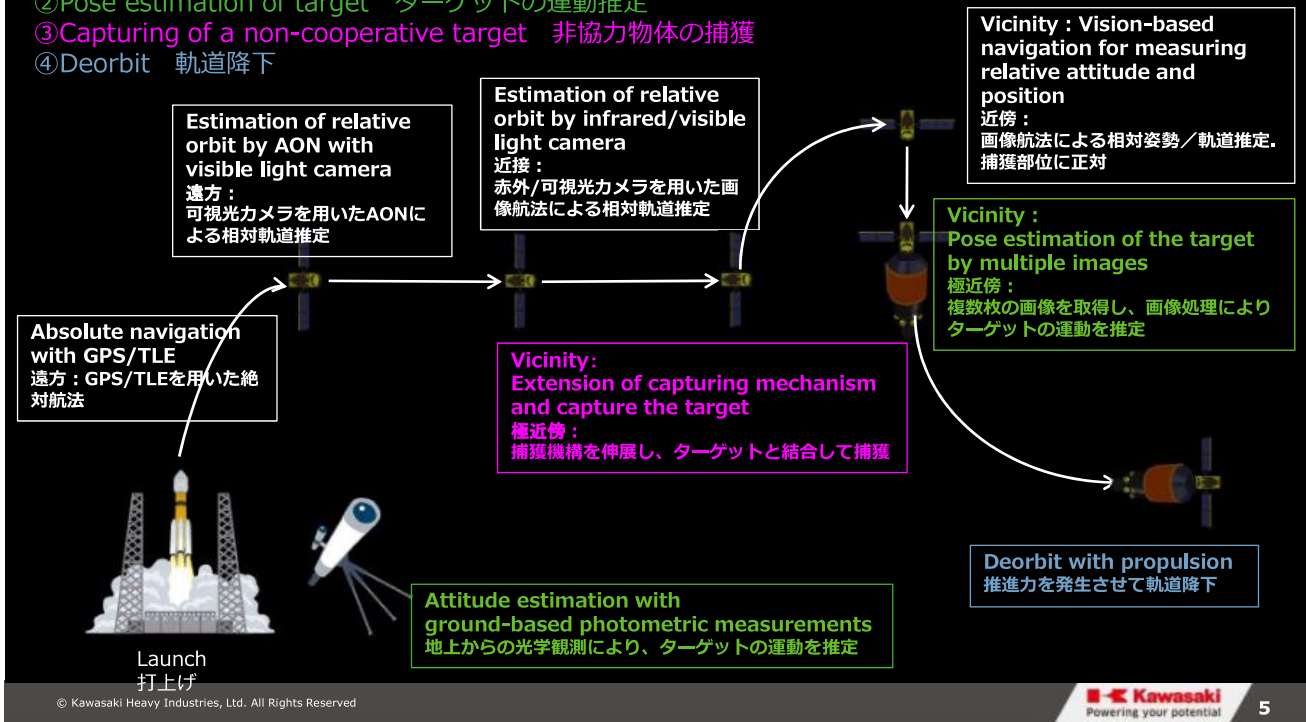 ②Pose estimation of target ターゲットの運動推定
③Capturing of a non-cooperative target 非協力物体の捕獲
④Deorbit 軌道降下
Estimation of relative
orbit by AON with
visible light camera
遠方：
可視光カメラを用いたAONに
よる相対軌道推定
Estimation of relative
orbit by infrared/visible
light camera
近接：
赤外/可視光カメラを用いた画
像航法による相対軌道推定
Vicinity : Vision-based
navigation for measuring
relative attitude and
position
近傍：
画像航法による相対姿勢／軌道推定.
捕獲部位に正対
Vicinity :
Pose estimation of the target
by multiple images
極近傍：
複数枚の画像を取得し、画像処理により
ターゲットの運動を推定
Absolute navigation
with GPS/TLE
遠方：GPS/TLEを用いた絶
対航法
Vicinity:
Extension of capturing mechanism
and capture the target
極近傍：
捕獲機構を伸展し、ターゲットと結合して捕獲
Deorbit with propulsion
推進力を発生させて軌道降下
Attitude estimation with
ground-based photometric measurements
地上からの光学観測により、ターゲットの運動を推定
Launch
打上げ
© Kawasaki Heavy Industries, Ltd. All Rights Reserved
Kawasaki
Powering your potential
5